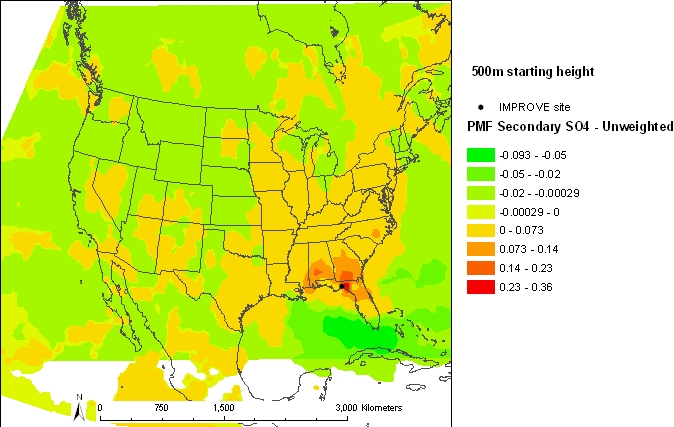 500m starting height
IMPROVE site
PMF Secondary SO4 - Unweighted
-0.093 - -0.05
-0.05 - -0.02
-0.02 - -0.00029
-0.00029 - 0
0 - 0.073
0.073 - 0.14
0.14 - 0.23
0.23 - 0.36
N
0 750 1,500 3,000 Kilometers